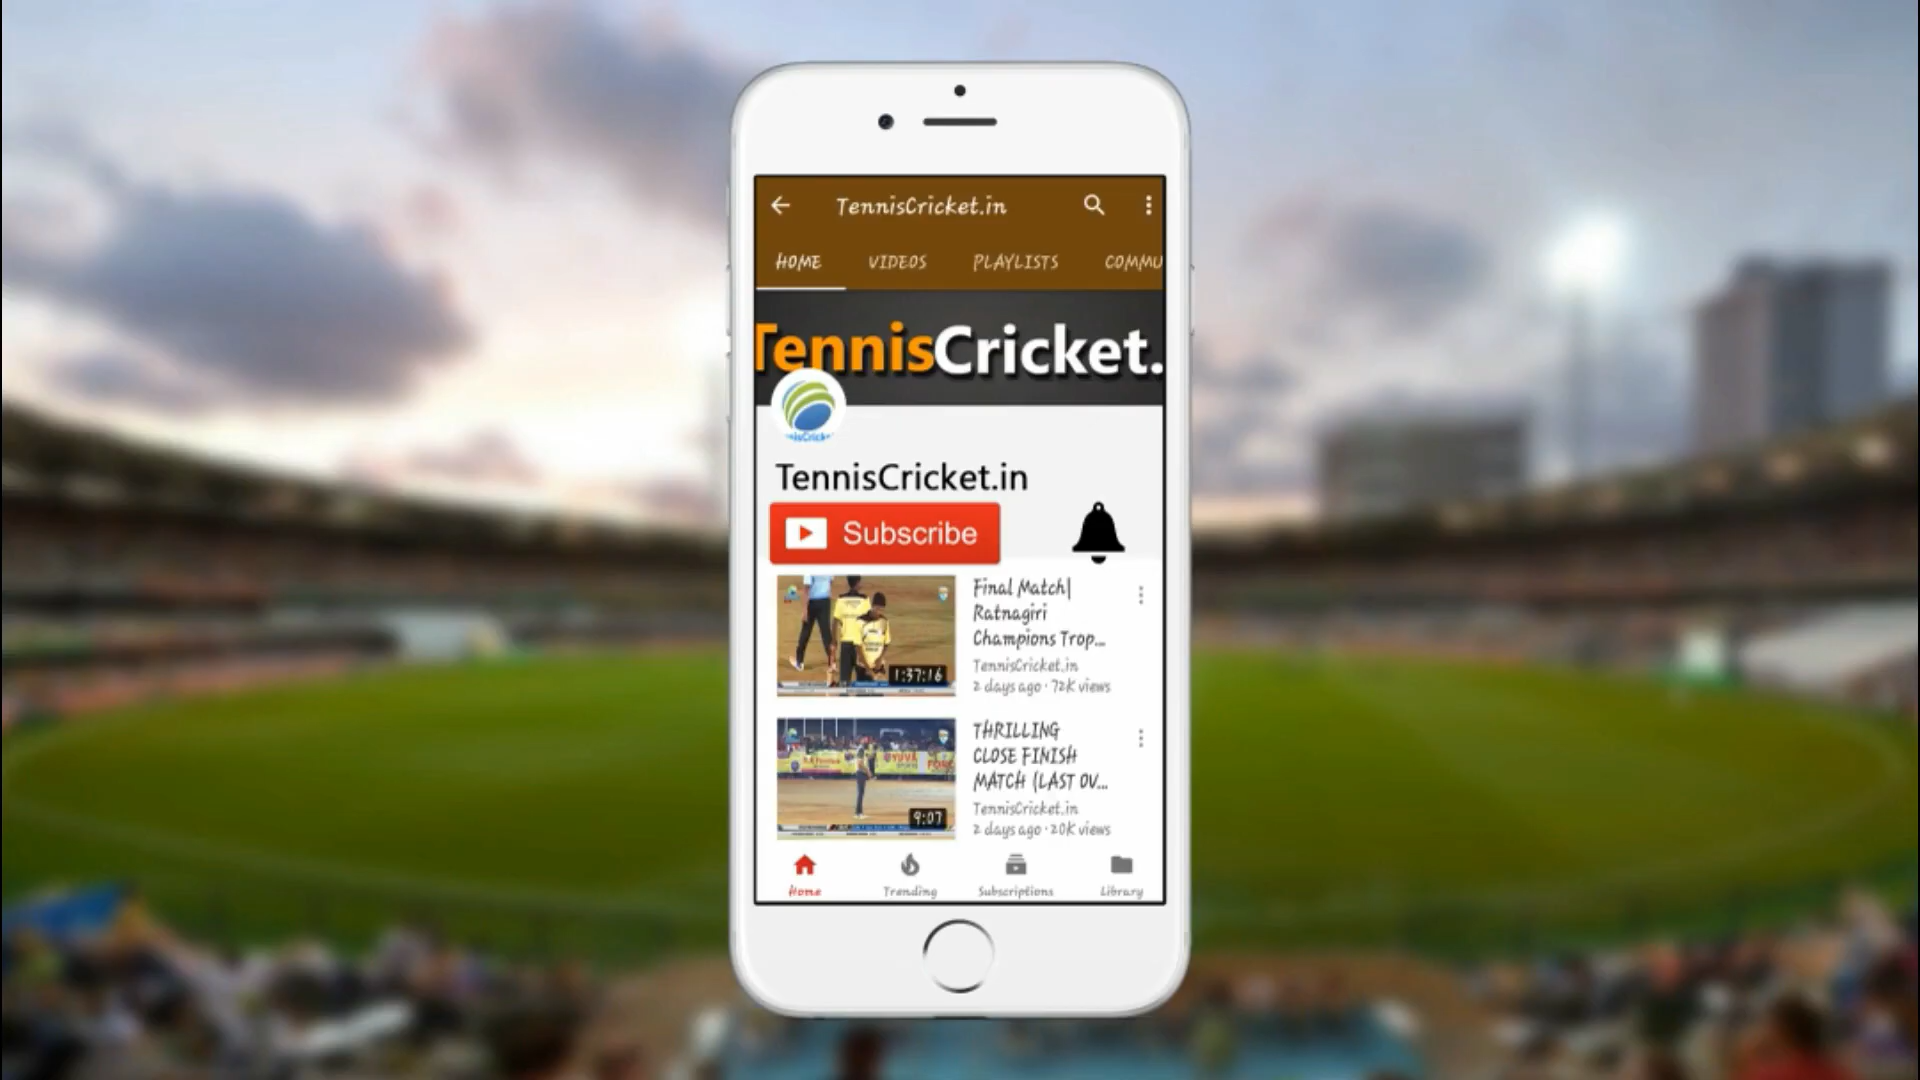 TennisCricket.in
HOME VIDEOS PLAYLISTS COMMU
TennisCricket.
TennisCricket.in
Subscribe
Final Match|
Ratnagiri
Champions Trop...
TennisCricket.in
2 days ago · 72K views
1:37:16
THRILLING
CLOSE FINISH
MATCH (LAST OV...
TennisCricket.in
2 days ago · 20K views
9:07
Home Trending Subscriptions Library